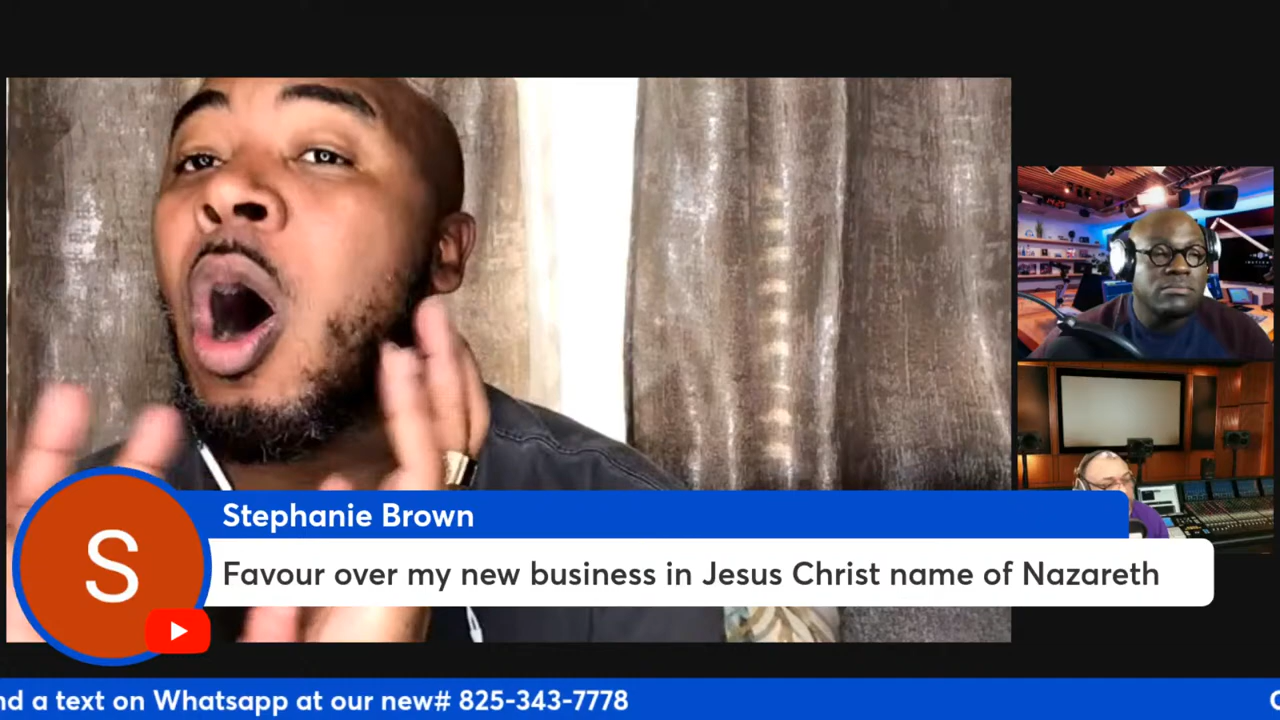 Stephanie Brown
S
Favour over my new business in Jesus Christ name of Nazareth
nd a text on Whatsapp at our new# 825-343-7778